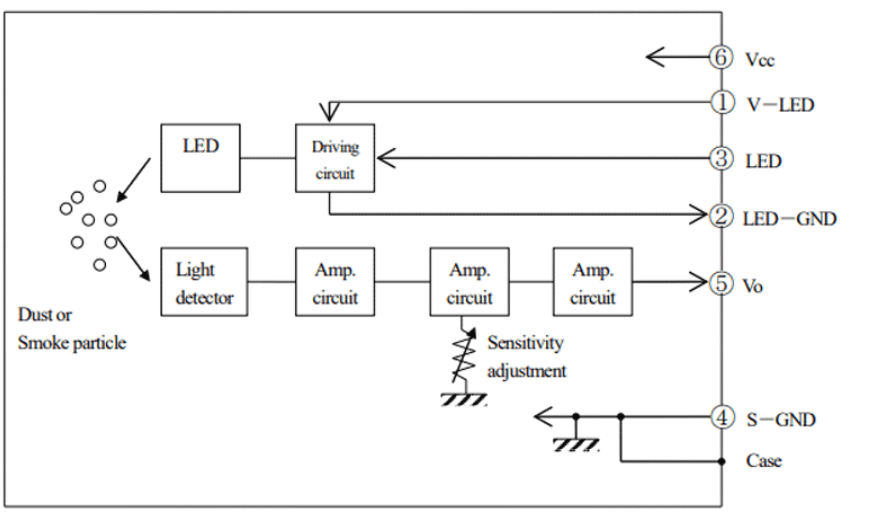 ⑥ Vcc
① V－LED
LED
Driving
circuit
③ LED
② LED－GND
Light
detector
Amp.
circuit
Amp.
circuit
Amp.
circuit
⑤ Vo
Dust or
Smoke particle
Sensitivity
adjustment
④ S－GND
Case